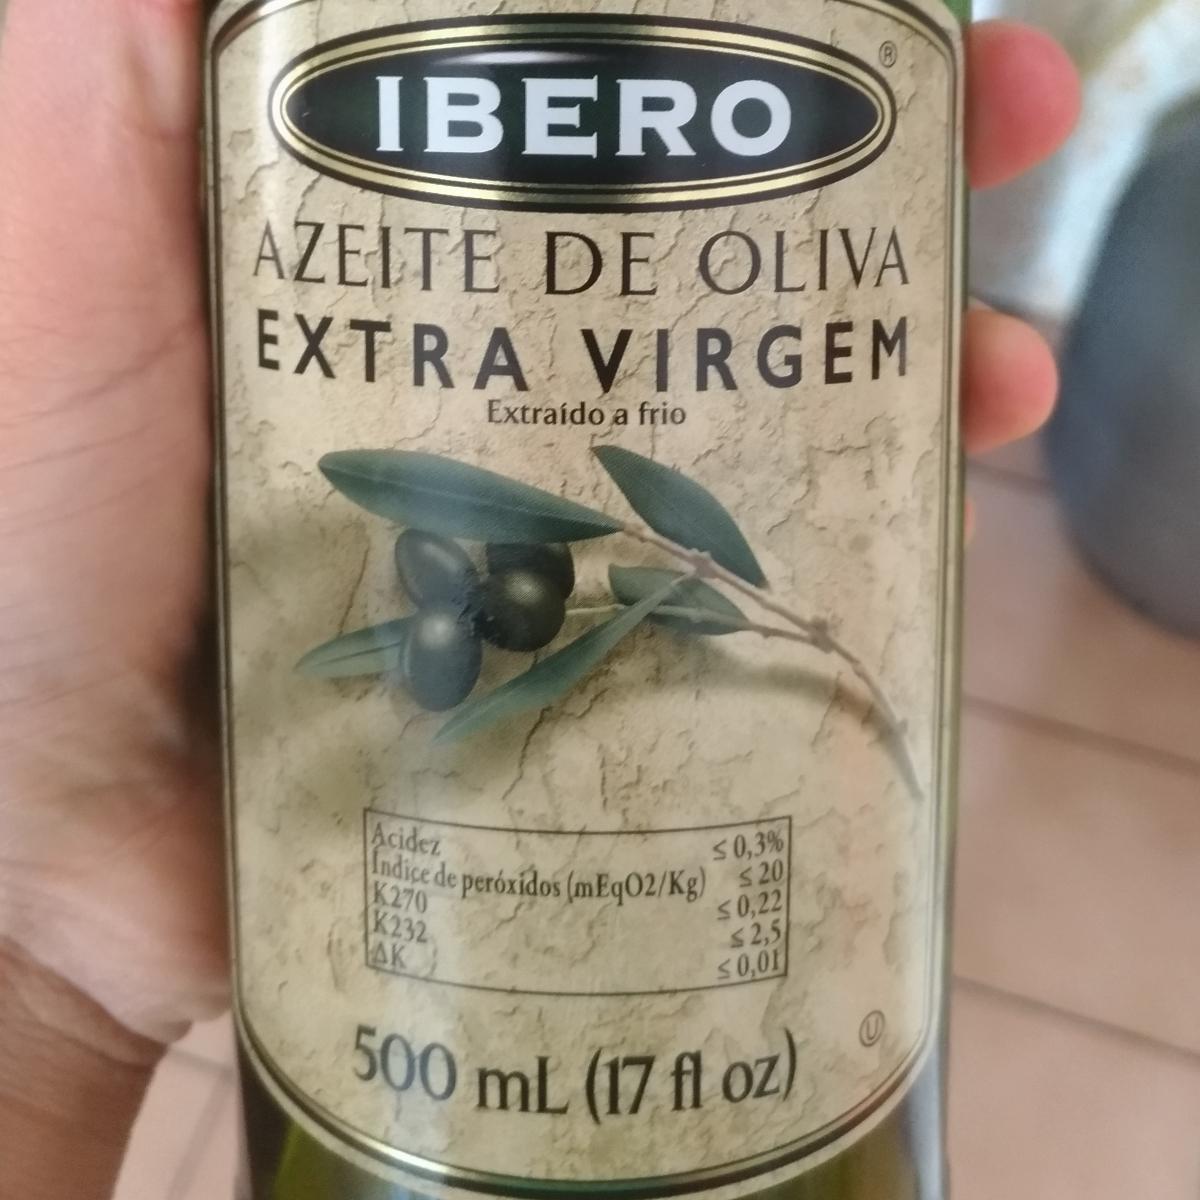 IBERO
®
AZEITE DE OLIVA
EXTRA VIRGEM
Extraído a frio
Acidez ≤ 0,3%
Índice de peróxidos (mEqO2/Kg) ≤ 20
K270 ≤ 0,22
K232 ≤ 2,5
ΔK ≤ 0,01
U
500 mL (17 fl oz)